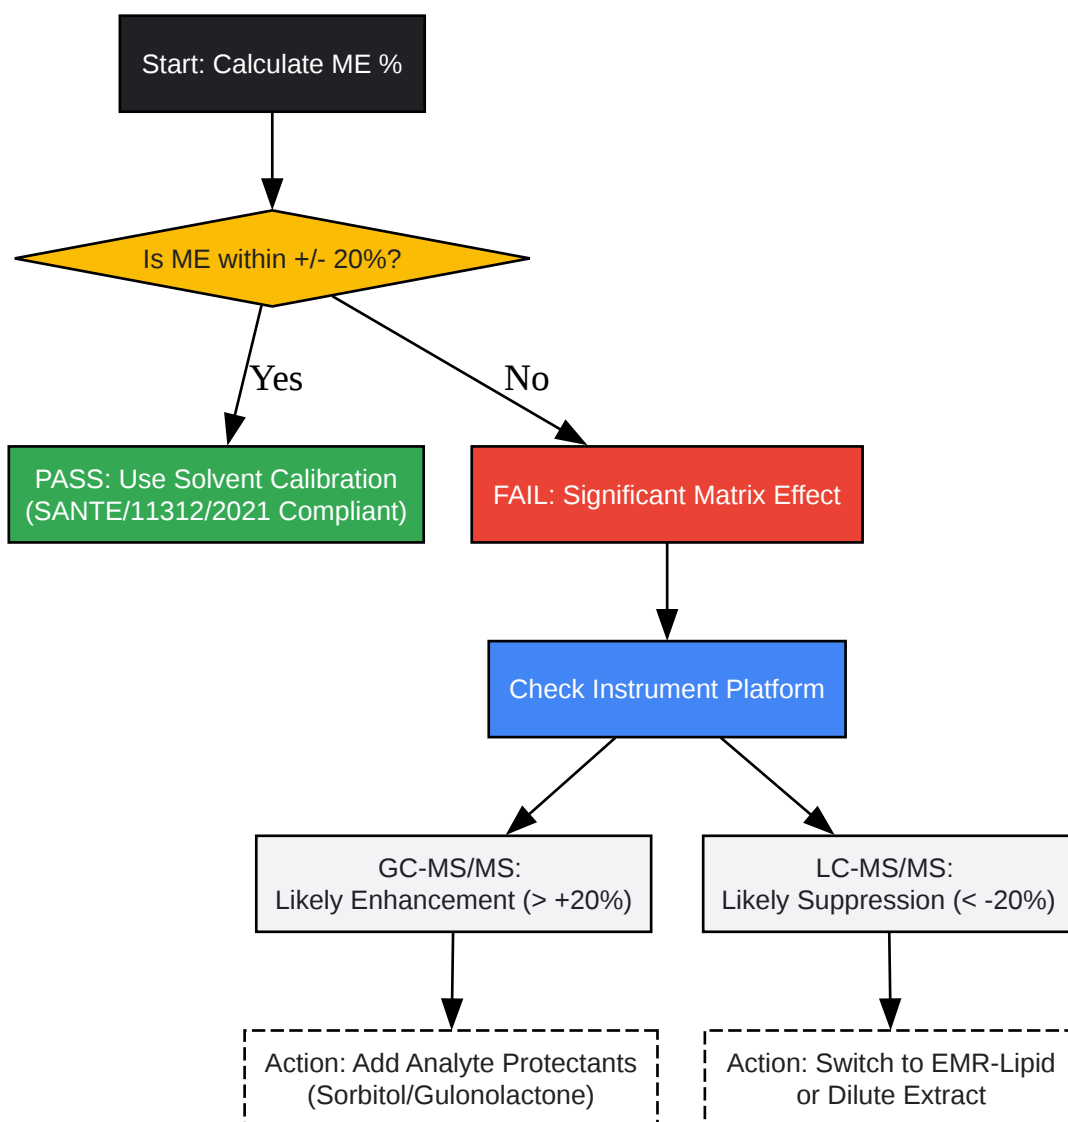 Start: Calculate ME %
Is ME within +/- 20%?
Yes
No
PASS: Use Solvent Calibration
(SANTE/11312/2021 Compliant)
FAIL: Significant Matrix Effect
Check Instrument Platform
GC-MS/MS:
Likely Enhancement (> +20%)
LC-MS/MS:
Likely Suppression (< -20%)
Action: Add Analyte Protectants
(Sorbitol/Gulonolactone)
Action: Switch to EMR-Lipid
or Dilute Extract